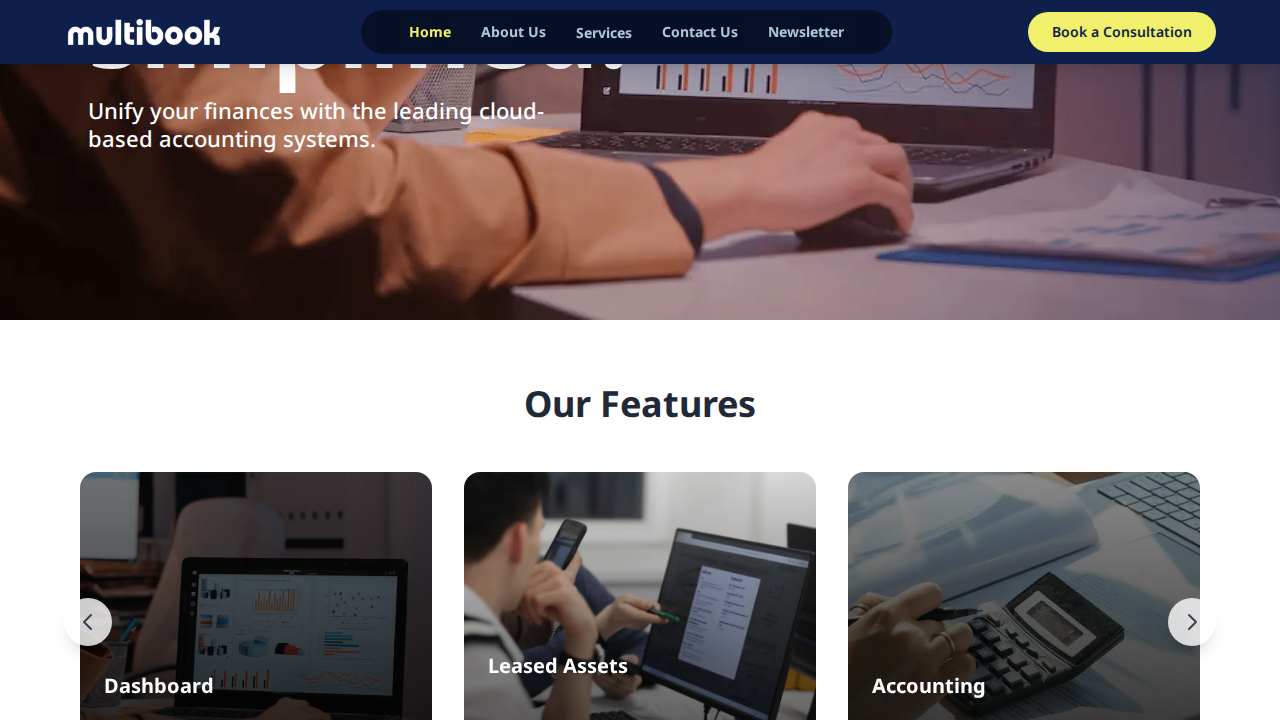 multibook
Home
About Us
Services
Contact Us
Newsletter
Book a Consultation
Unify your finances with the leading cloud-
based accounting systems.
Our Features
Dashboard
Leased Assets
Accounting